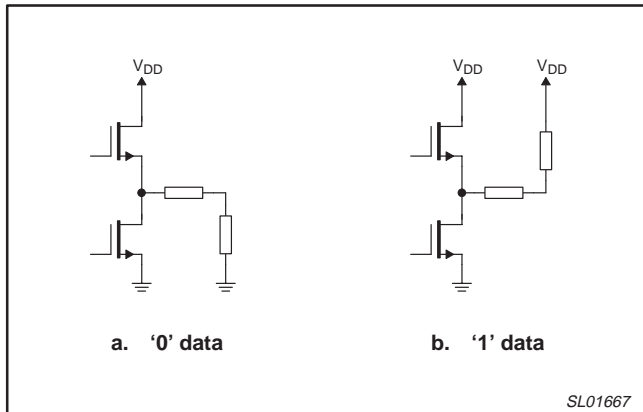 VDD
VDD VDD
a. ‘0’ data
b. ‘1’ data
SL01667